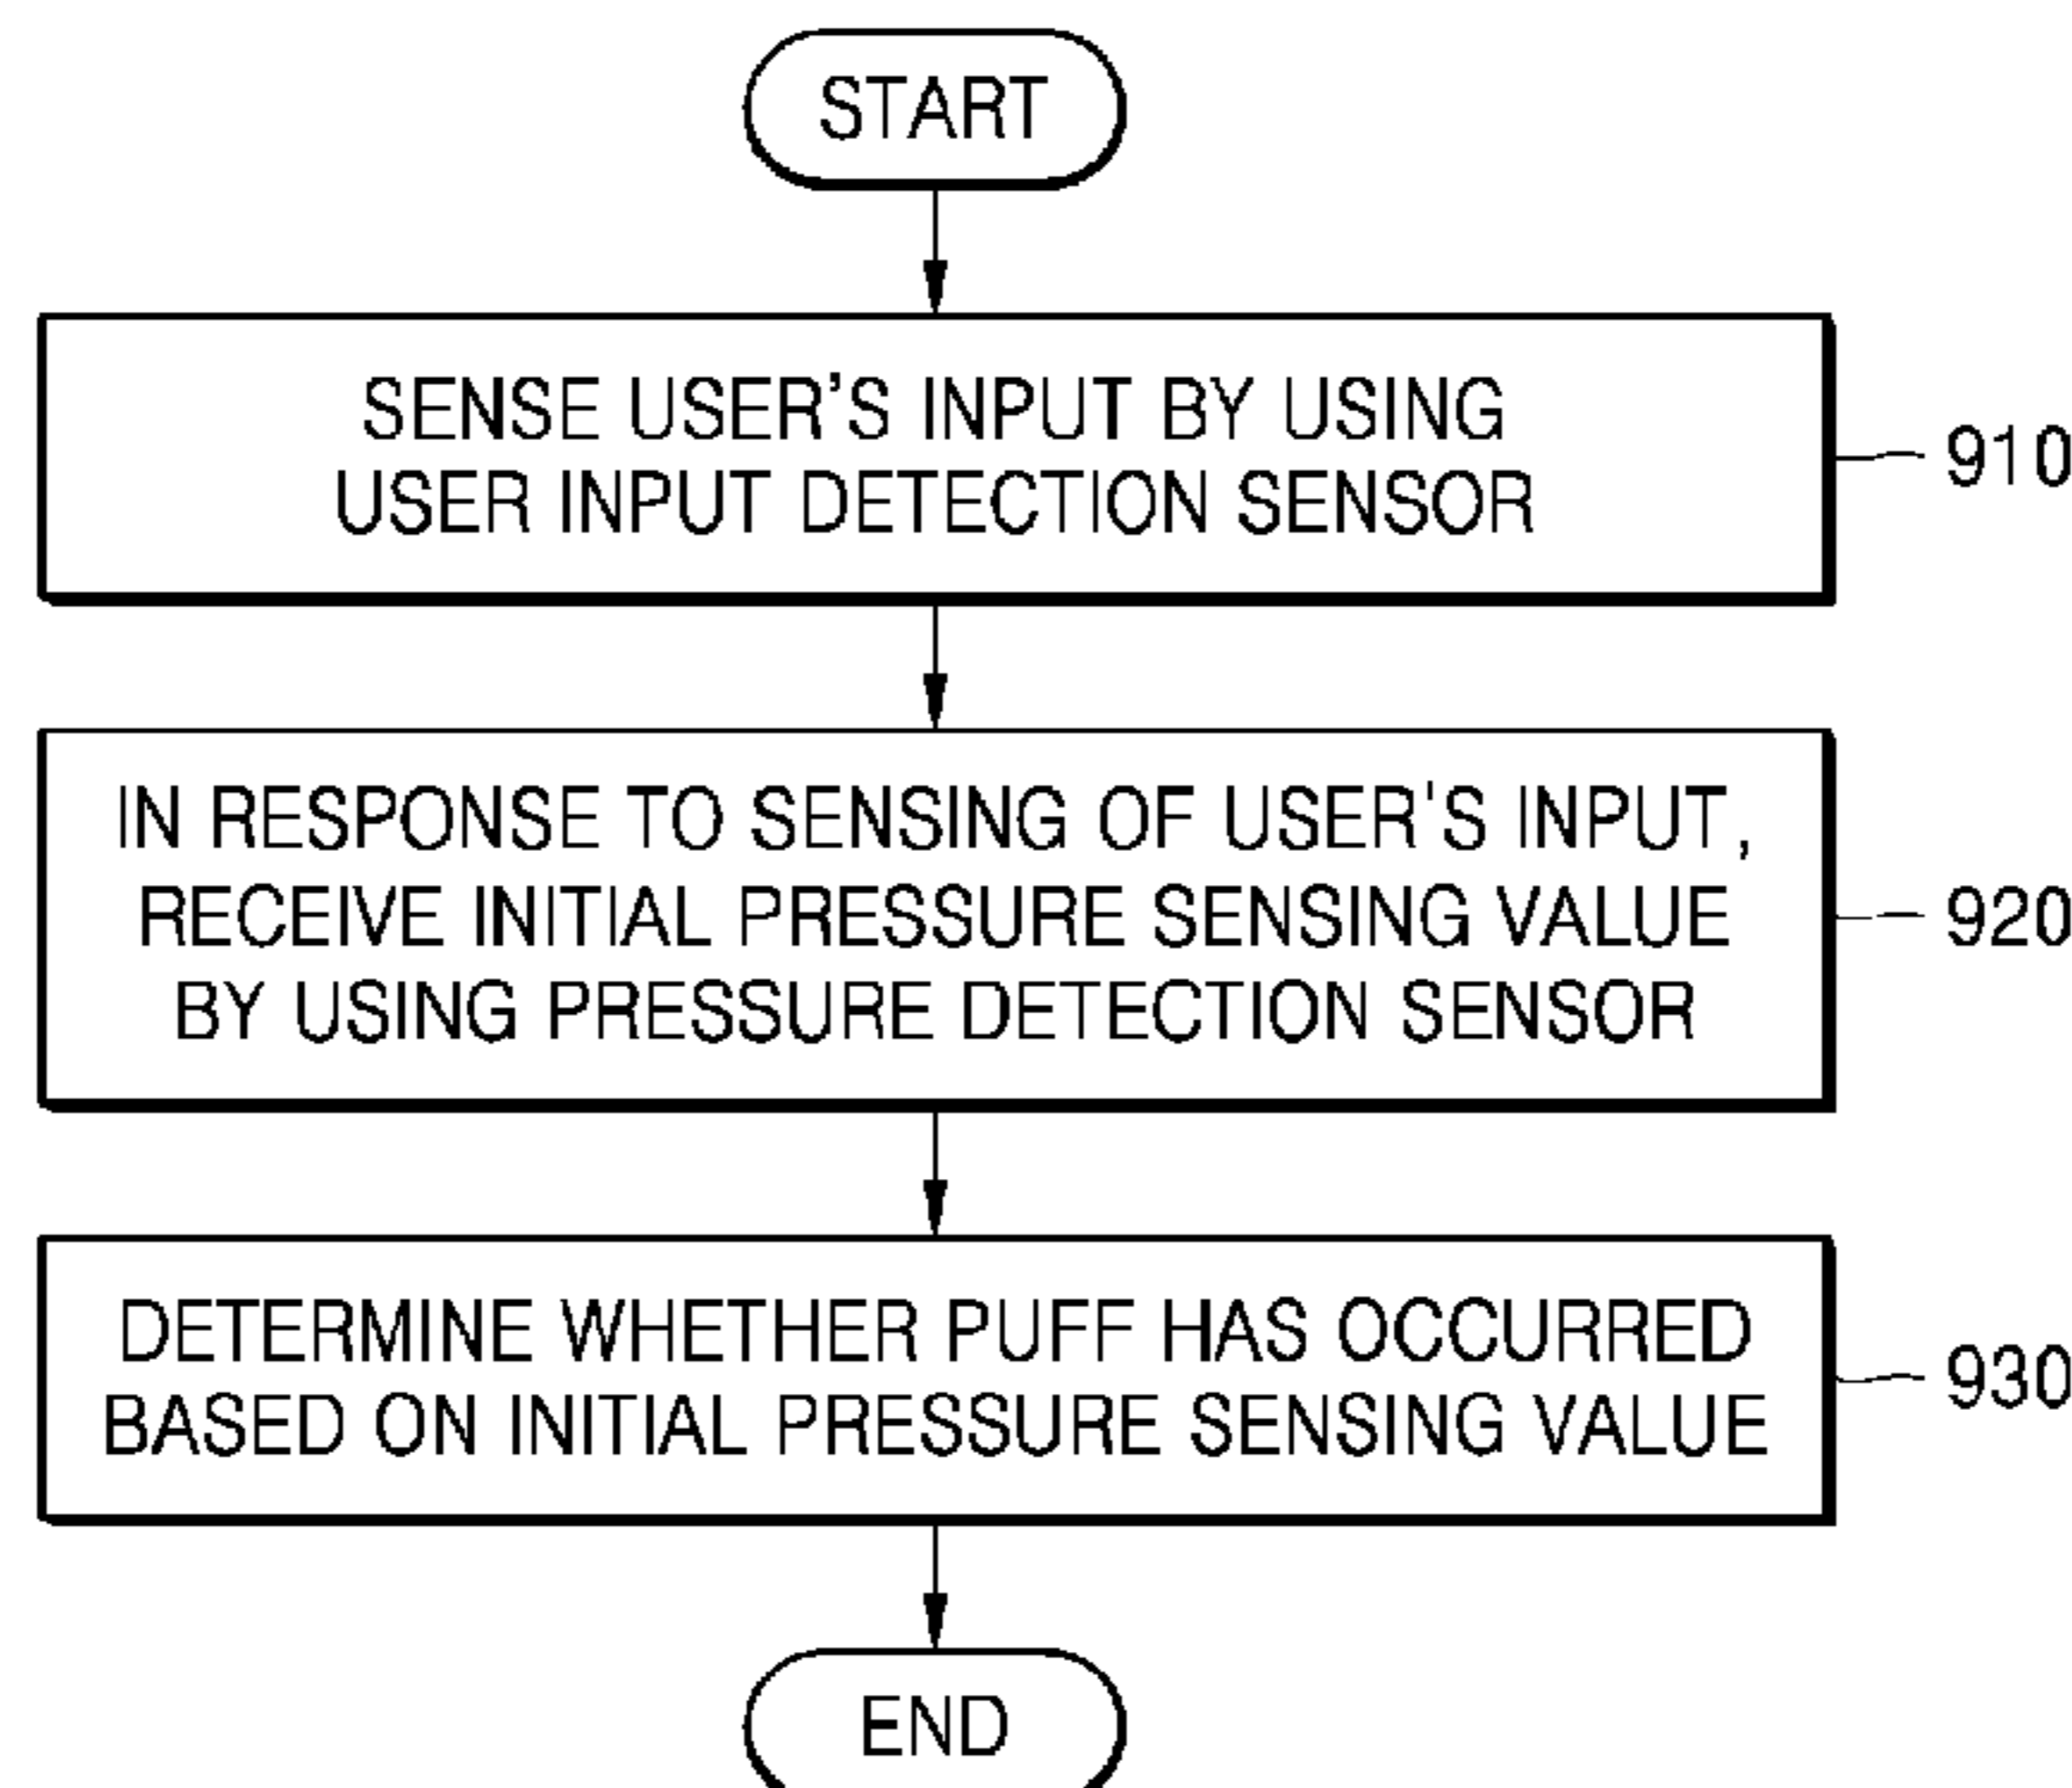 START
SENSE USER’S INPUT BY USING
USER INPUT DETECTION SENSOR
910
IN RESPONSE TO SENSING OF USER'S INPUT,
RECEIVE INITIAL PRESSURE SENSING VALUE
BY USING PRESSURE DETECTION SENSOR
920
DETERMINE WHETHER PUFF HAS OCCURRED
BASED ON INITIAL PRESSURE SENSING VALUE
930
END